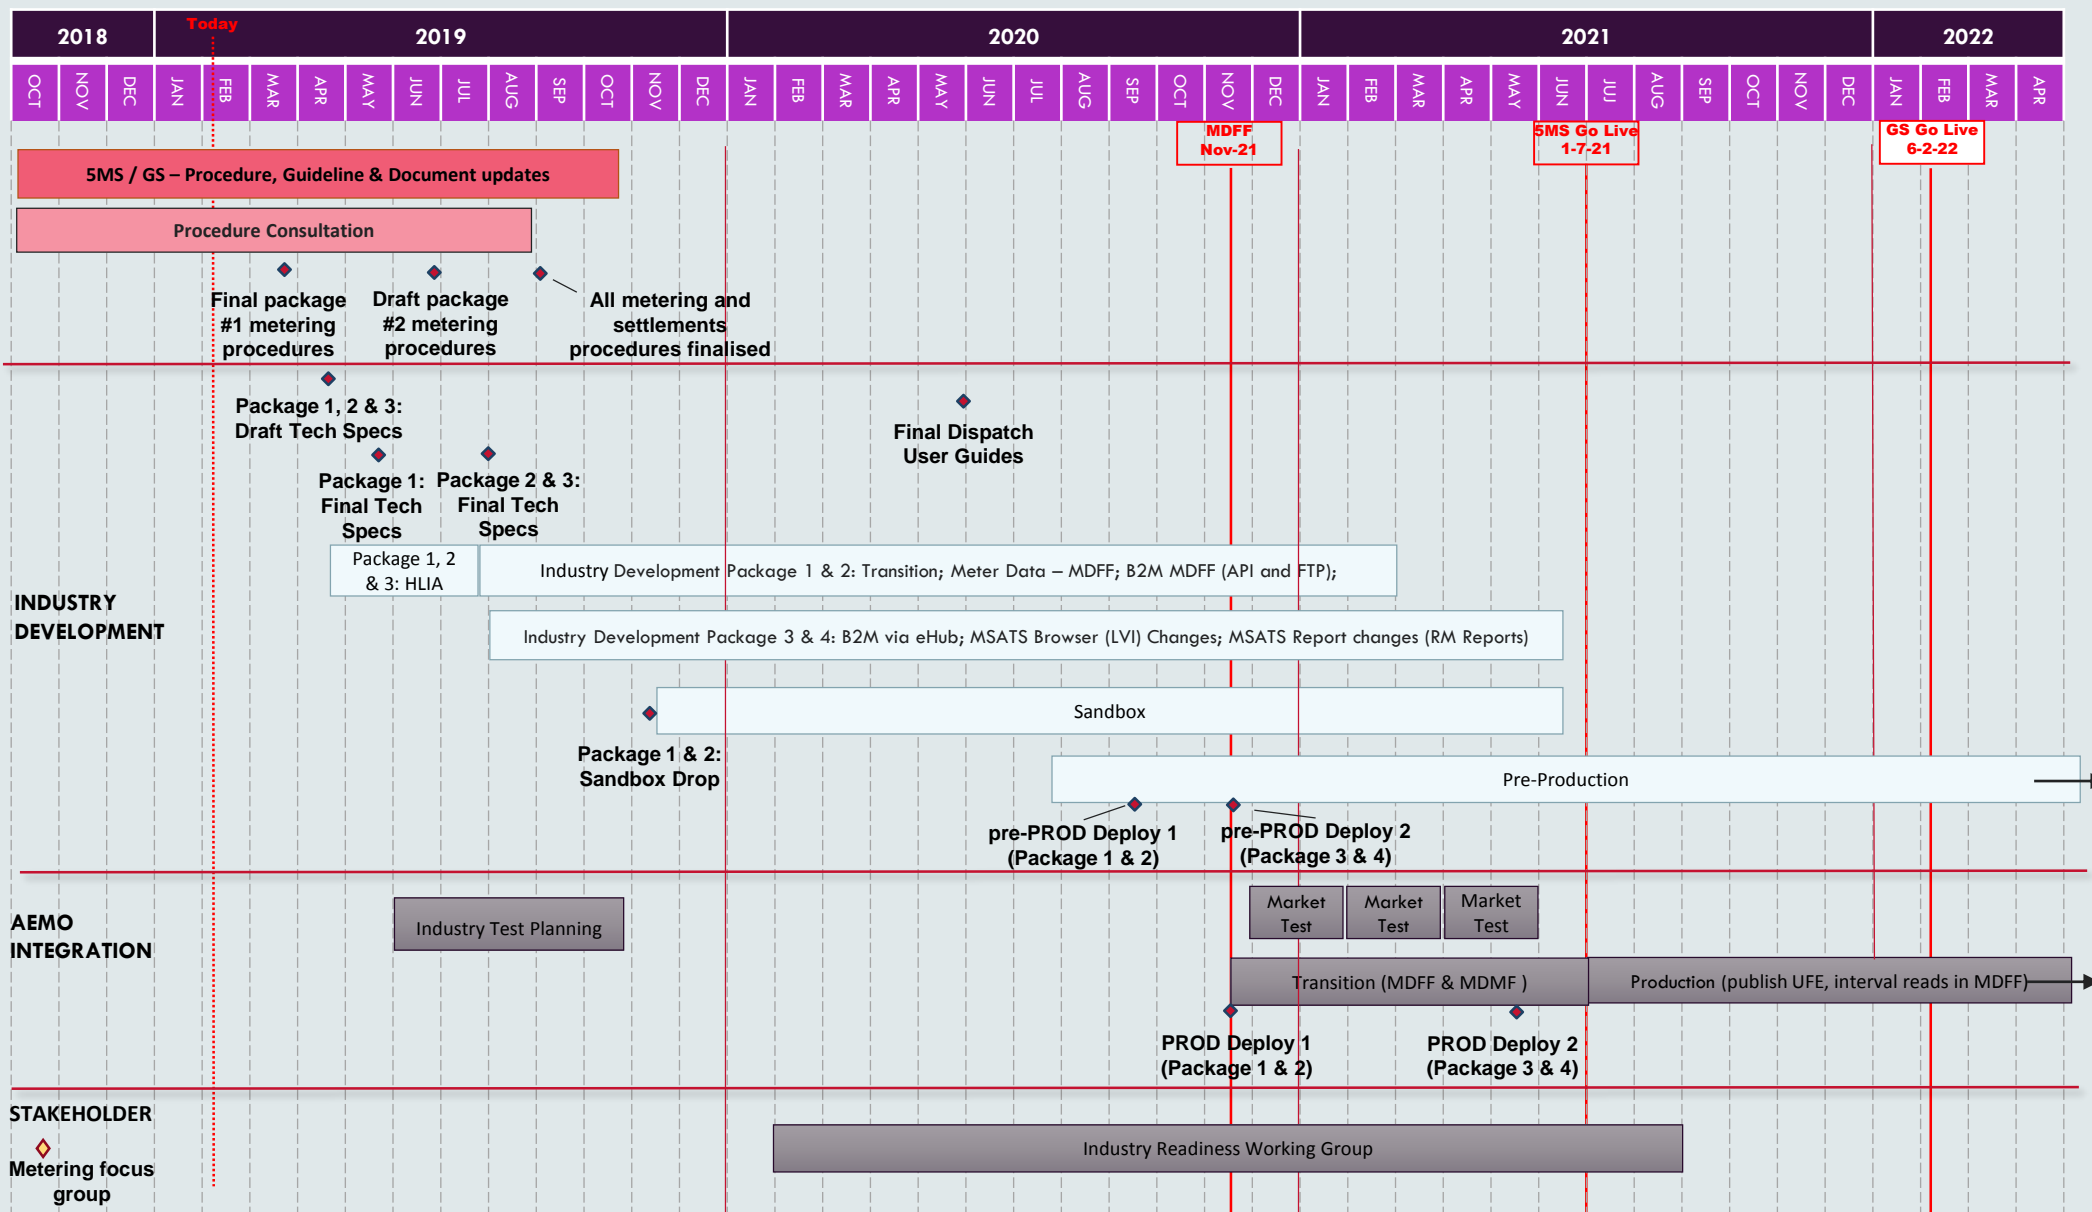 Today
2018
2019
2020
2021
2022
OCT NOV DEC JAN FEB MAR APR MAY JUN JUL AUG SEP OCT NOV DEC JAN FEB MAR APR MAY JUN JUL AUG SEP OCT NOV DEC JAN FEB MAR APR MAY JUN JUJ AUG SEP OCT NOV DEC JAN FEB MAR APR
MDFF
Nov-21
5MS Go Live
1-7-21
GS Go Live
6-2-22
5MS / GS – Procedure, Guideline & Document updates
Procedure Consultation
Final package
#1 metering
procedures
Draft package
#2 metering
procedures
All metering and
settlements
procedures finalised
Package 1, 2 & 3:
Draft Tech Specs
Final Dispatch
User Guides
Package 1:
Final Tech
Specs
Package 2 & 3:
Final Tech
Specs
Package 1, 2
& 3: HLIA
Industry Development Package 1 & 2: Transition; Meter Data – MDFF; B2M MDFF (API and FTP);
INDUSTRY
DEVELOPMENT
Industry Development Package 3 & 4: B2M via eHub; MSATS Browser (LVI) Changes; MSATS Report changes (RM Reports)
Sandbox
Package 1 & 2:
Sandbox Drop
Pre-Production
pre-PROD Deploy 1
(Package 1 & 2)
pre-PROD Deploy 2
(Package 3 & 4)
AEMO
INTEGRATION
Industry Test Planning
Market
Test
Market
Test
Market
Test
Transition (MDFF & MDMF )
Production (publish UFE, interval reads in MDFF)
PROD Deploy 1
(Package 1 & 2)
PROD Deploy 2
(Package 3 & 4)
STAKEHOLDER
Metering focus
group
Industry Readiness Working Group